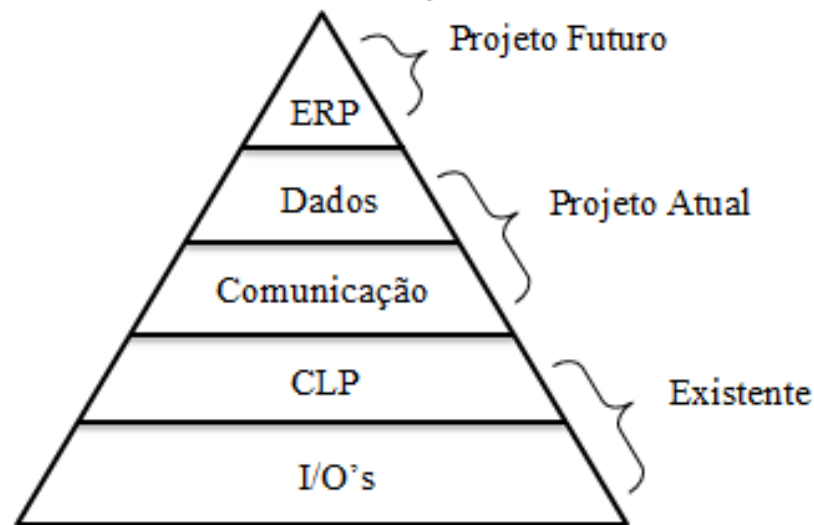 Projeto Futuro
ERP
Dados
Projeto Atual
Comunicação
CLP
Existente
I/O’s